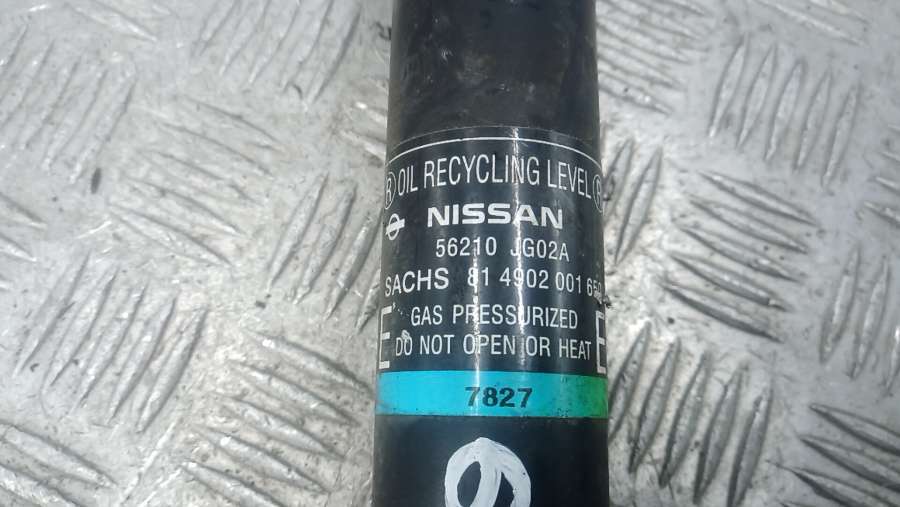 ® OIL RECYCLING LEVEL ®
NISSAN
56210 JG02A
SACHS 81 4902 001 65
E GAS PRESSURIZED E
DO NOT OPEN OR HEAT
7827